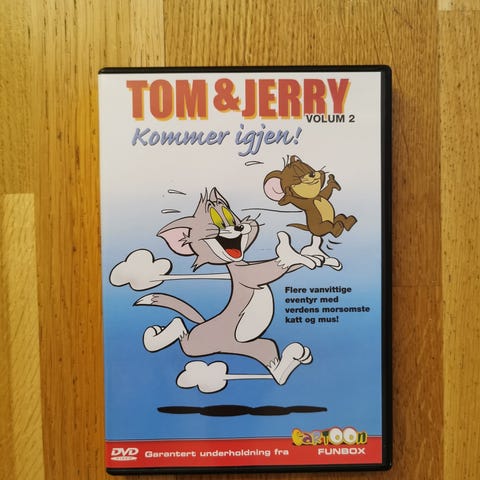 TOM & JERRY
VOLUM 2
Kommer igjen!
Flere vanvittige
eventyr med
verdens morsomste
katt og mus!
DVD
VIDEO
Garantert underholdning fra
CARTOON
FUNBOX